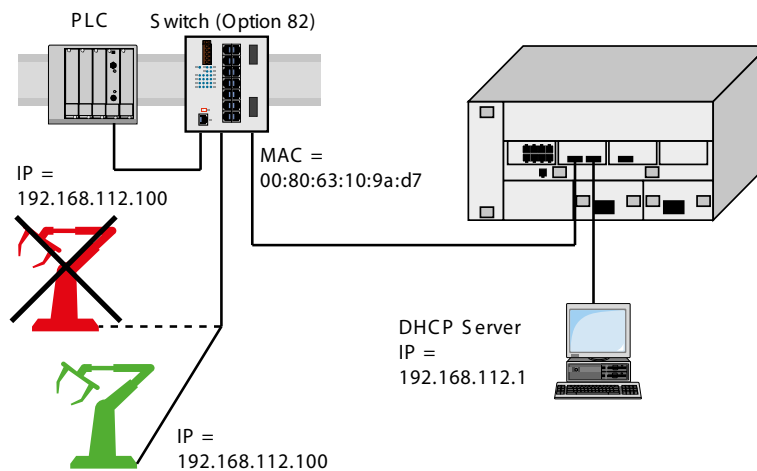 PLC
Switch (Option 82)
MAC =
00:80:63:10:9a:d7
IP =
192.168.112.100
DHCP Server
IP =
192.168.112.1
IP =
192.168.112.100